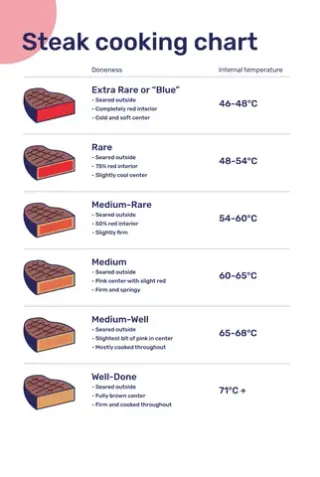 Steak cooking chart
Doneness Internal temperature
Extra Rare or "Blue"
- Seared outside
- Completely red interior
- Cold and soft center
46-48°C
Rare
- Seared outside
- 75% red interior
- Slightly cool center
48-54°C
Medium-Rare
- Seared outside
- 50% red interior
- Slightly firm
54-60°C
Medium
- Seared outside
- Pink center with slight red
- Firm and springy
60-65°C
Medium-Well
- Seared outside
- Slightest bit of pink in center
- Mostly cooked throughout
65-68°C
Well-Done
- Seared outside
- Fully brown center
- Firm and cooked throughout
71°C +